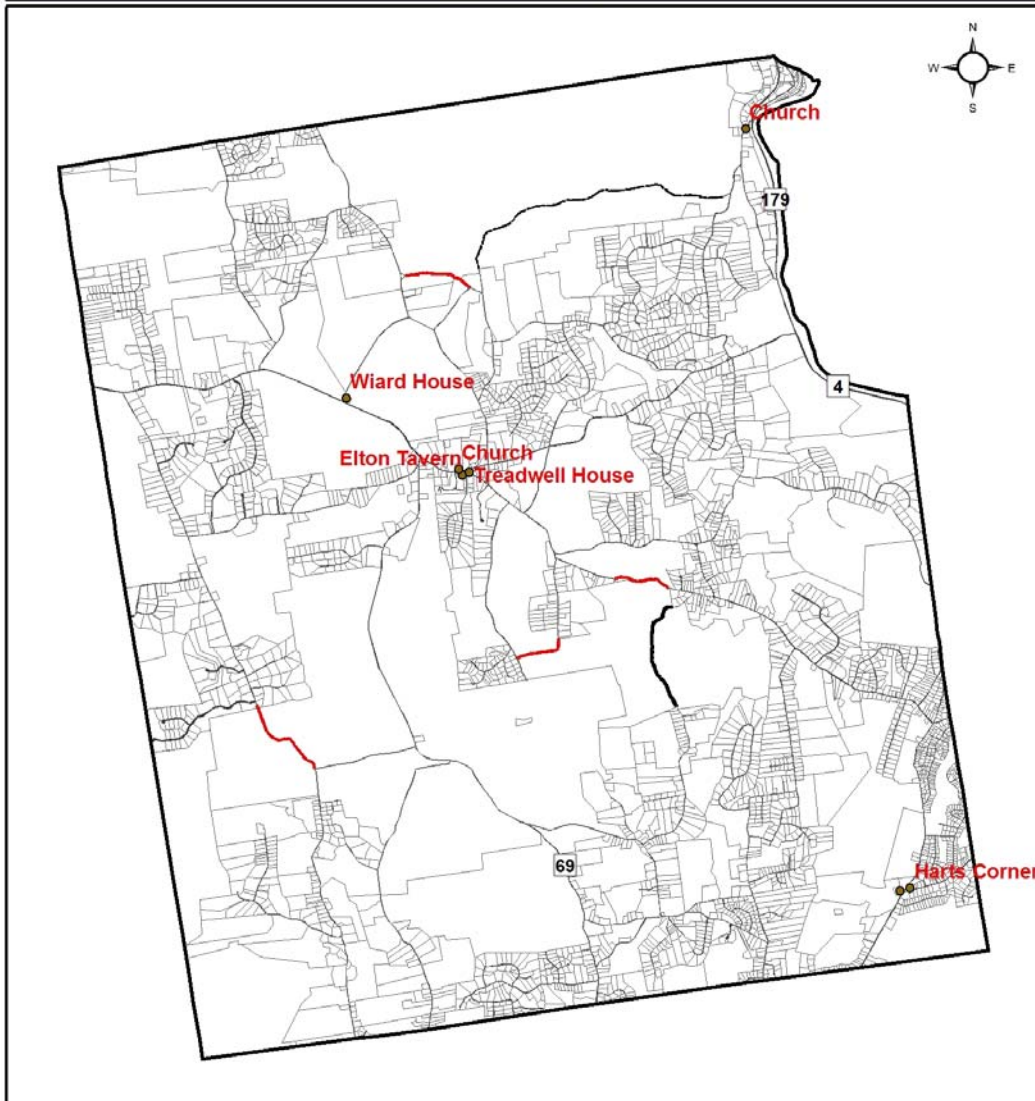 N
W E
S
Church
179
4
Wiard House
Church
Elton Tavern
Treadwell House
69
Harts Corner